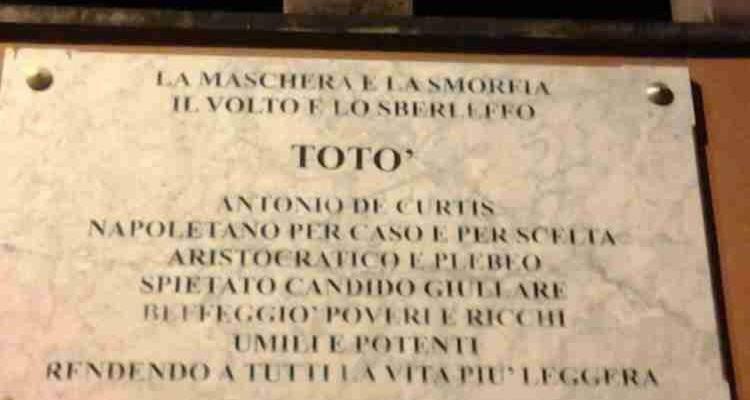 LA MASCHERA E LA SMORFIA
IL VOLTO E LO SBERLEFFO
TOTO'
ANTONIO DE CURTIS
NAPOLETANO PER CASO E PER SCELTA
ARISTOCRATICO E PLEBEO
SPIETATO CANDIDO GIULLARE
BEFFEGGIO' POVERI E RICCHI
UMILI E POTENTI
RENDENDO A TUTTI LA VITA PIU' LEGGERA